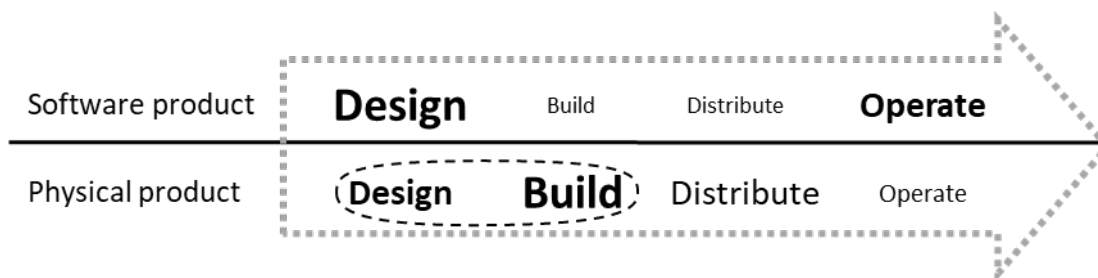 Software product Design Build Distribute Operate
Physical product Design Build Distribute Operate